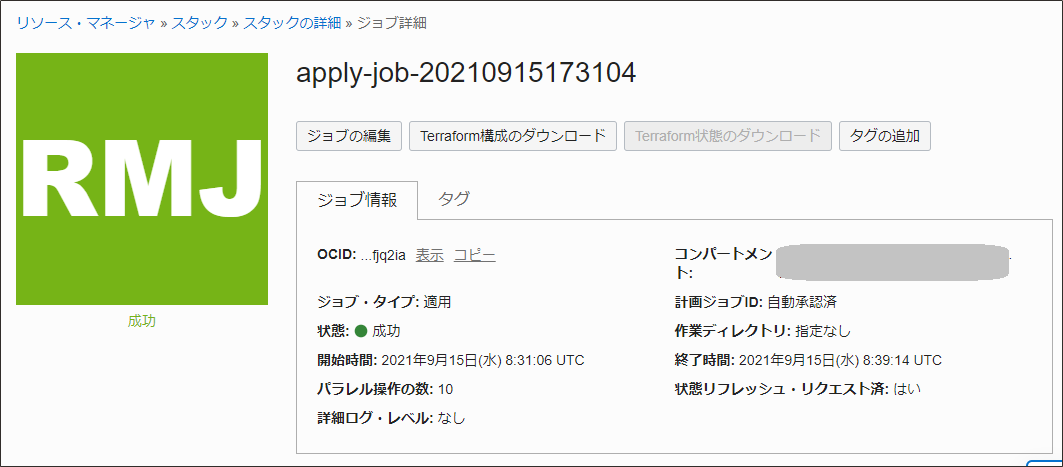 リソース・マネージャ » スタック » スタックの詳細 » ジョブ詳細
RMJ
成功
apply-job-20210915173104
ジョブの編集 Terraform構成のダウンロード Terraform状態のダウンロード タグの追加
ジョブ情報 タグ
OCID: ...fjq2ia 表示 コピー
コンパートメン
ト:
ジョブ・タイプ: 適用
計画ジョブID: 自動承認済
状態: 成功
作業ディレクトリ: 指定なし
開始時間: 2021年9月15日(水) 8:31:06 UTC
終了時間: 2021年9月15日(水) 8:39:14 UTC
パラレル操作の数: 10
状態リフレッシュ・リクエスト済: はい
詳細ログ・レベル: なし